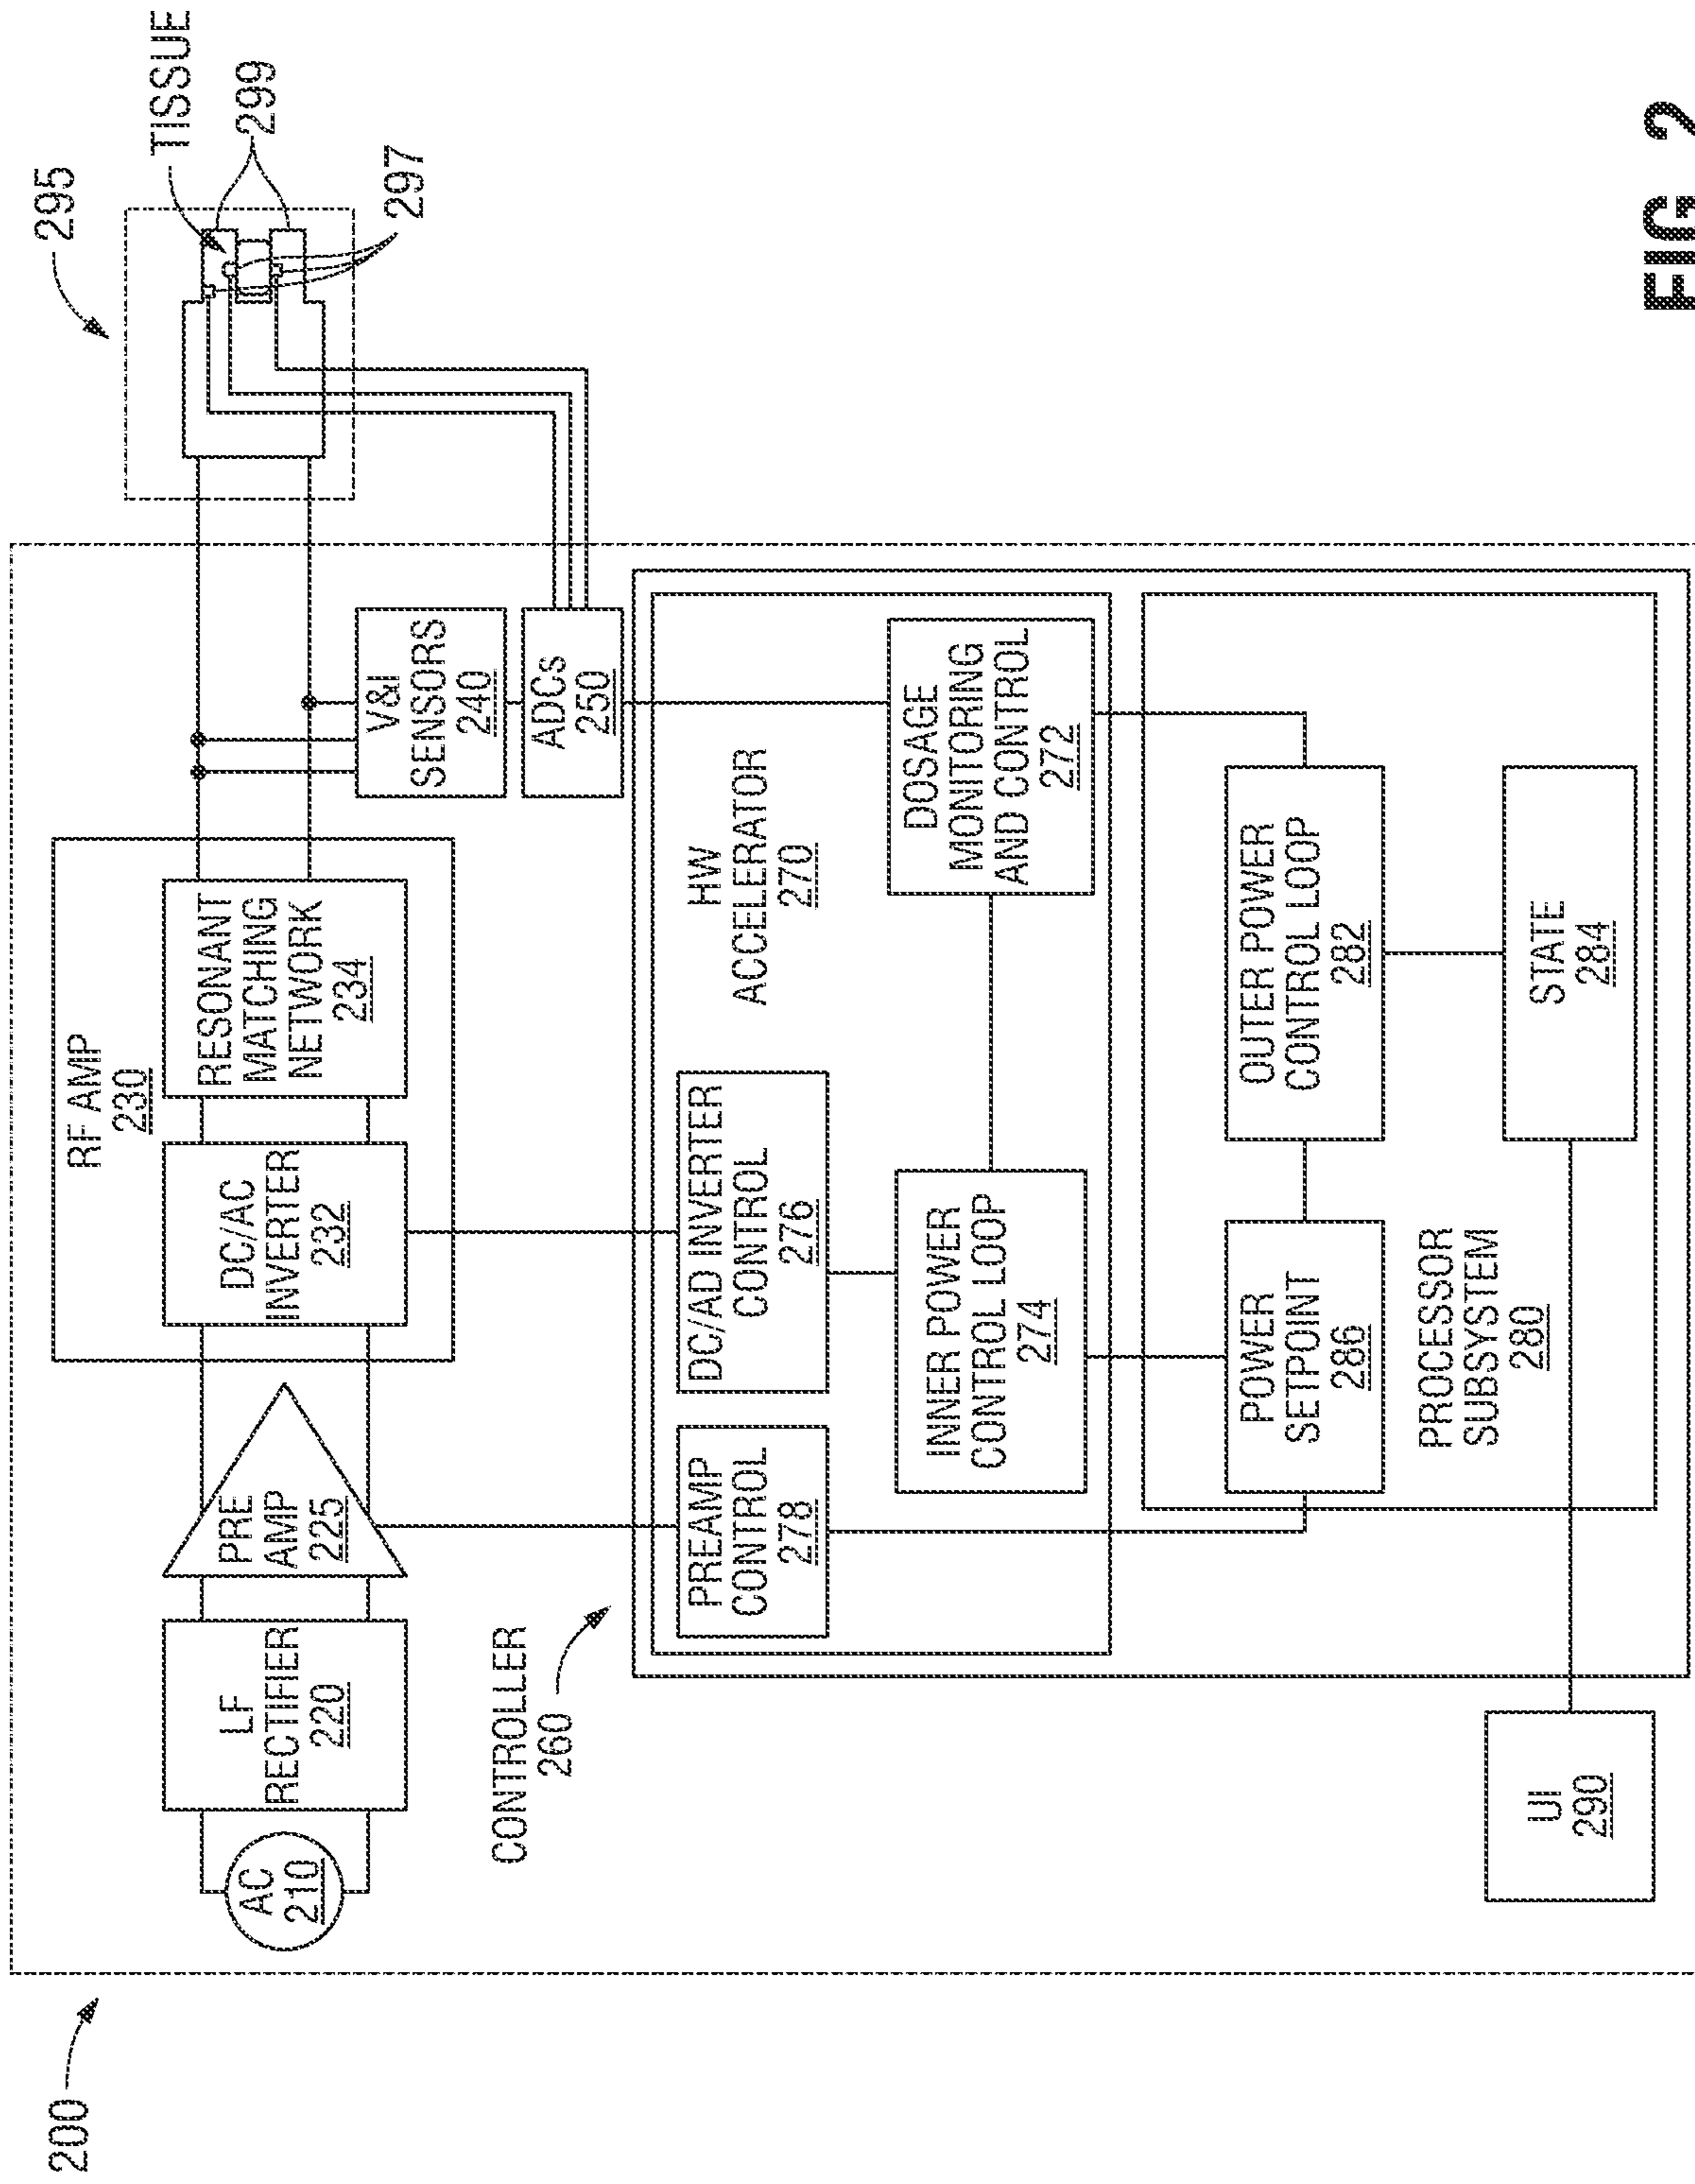 200
295
TISSUE
299
297
RF AMP
230
AC
210
LF
RECTIFIER
220
PRE
AMP
225
DC/AC
INVERTER
232
RESONANT
MATCHING
NETWORK
234
V&I
SENSORS
240
ADCs
250
CONTROLLER
260
PREAMP
CONTROL
278
DC/AD INVERTER
CONTROL
276
HW
ACCELERATOR
270
INNER POWER
CONTROL LOOP
274
DOSAGE
MONITORING
AND CONTROL
272
POWER
SETPOINT
286
OUTER POWER
CONTROL LOOP
282
PROCESSOR
SUBSYSTEM
280
STATE
284
UI
290
FIG 2